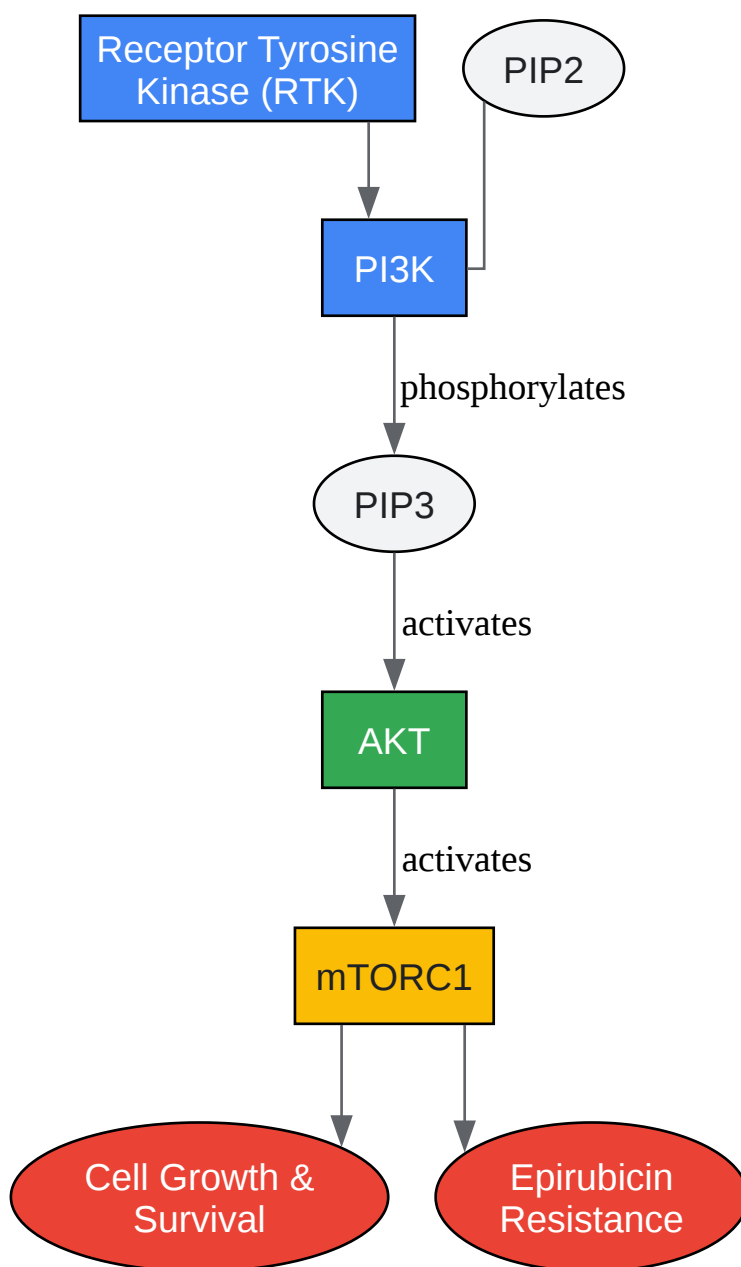 Receptor Tyrosine
Kinase (RTK)
PIP2
PI3K
phosphorylates
PIP3
activates
AKT
activates
mTORC1
Cell Growth &
Survival
Epirubicin
Resistance